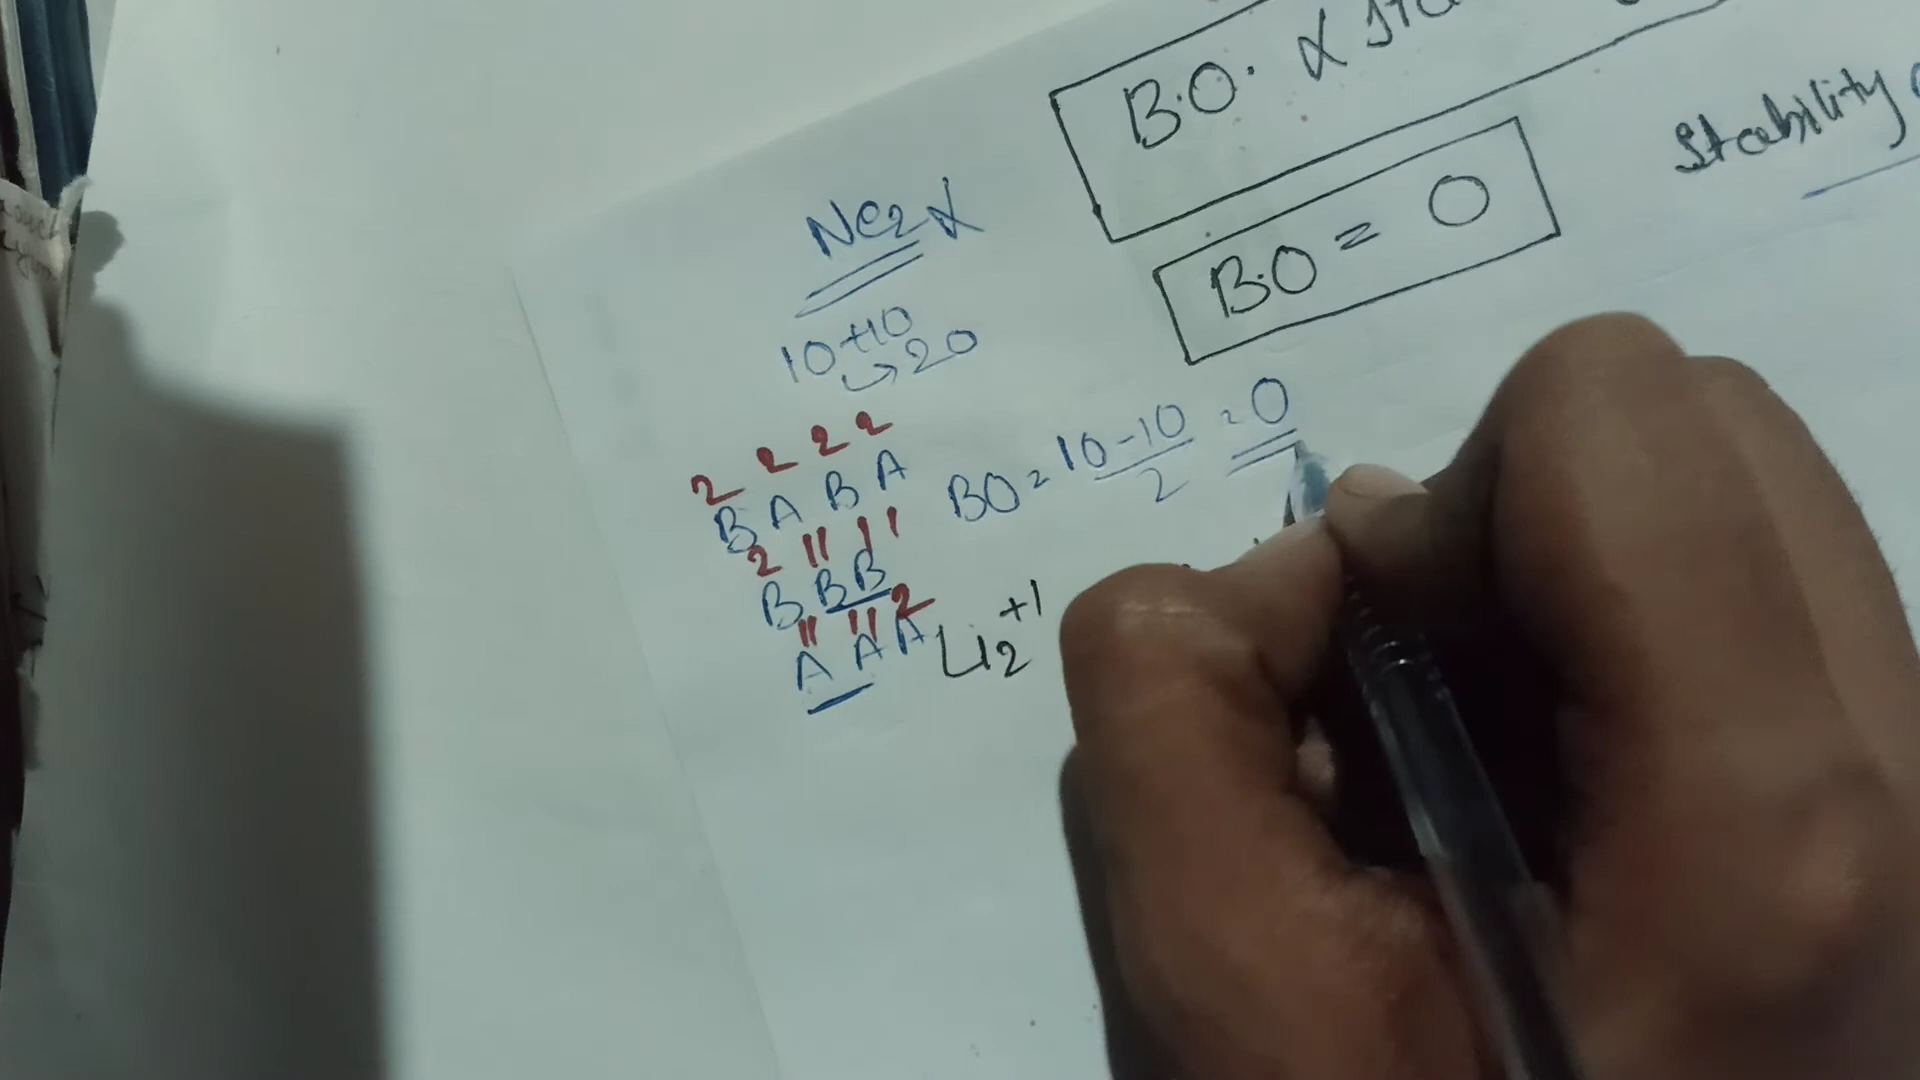 B.O. ∝ sta
Stability
BO = 0
Ne2 X
10+10
↳ 20
2 2 2 2
B A B A
BO = 10-10 / 2 = 0
2 11 1 1
B B B
11 11 2
A A A
Li2 +1